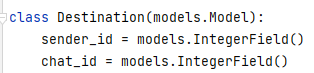 class Destination(models.Model):
    sender_id = models.IntegerField()
    chat_id = models.IntegerField()